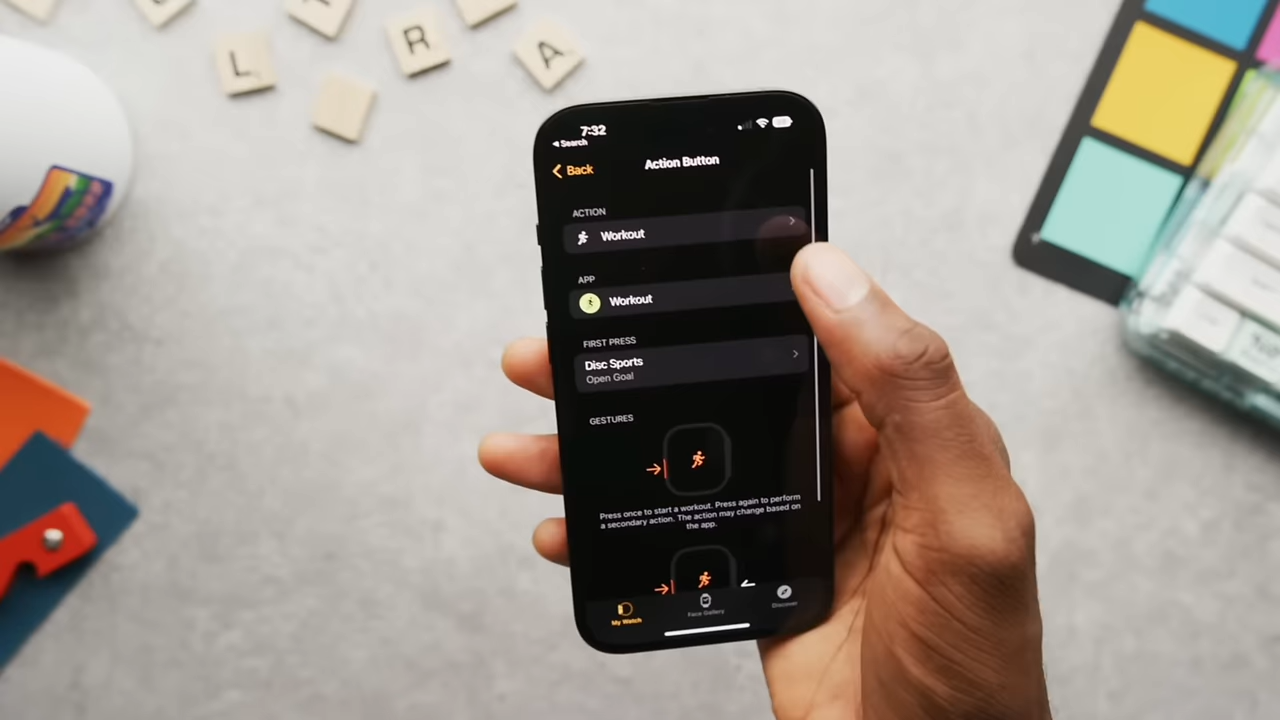 L
R
A
7:32
Search
Back
Action Button
ACTION
Workout
APP
Workout
FIRST PRESS
Disc Sports
Open Goal
GESTURES
Press once to start a workout. Press again to perform
a secondary action. The action may change based on
the app.
My Watch
Face Gallery
Discover